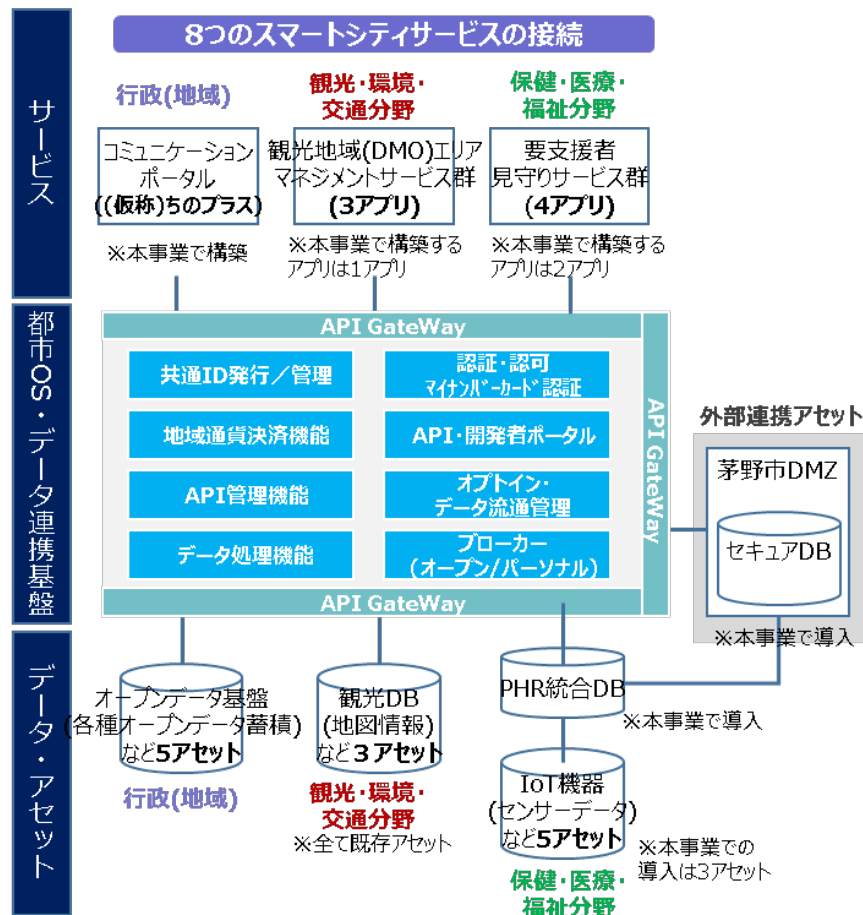 8つのスマートシティサービスの接続
サービス
行政(地域)
観光・環境・
交通分野
保健・医療・
福祉分野
コミュニケーション
ポータル
((仮称)ちのプラス)
観光地域(DMO)エリア
マネジメントサービス群
(3アプリ)
要支援者
見守りサービス群
(4アプリ)
※本事業で構築
※本事業で構築する
アプリは1アプリ
※本事業で構築する
アプリは2アプリ
都市OS・データ連携基盤
API GateWay
共通ID発行／管理
認証・認可
マイナンバーカード認証
地域通貨決済機能
API・開発者ポータル
API管理機能
オプトイン・
データ流通管理
データ処理機能
ブローカー
(オープン/パーソナル)
API GateWay
API GateWay
外部連携アセット
茅野市DMZ
セキュアDB
※本事業で導入
データ・アセット
オープンデータ基盤
(各種オープンデータ蓄積)
など5アセット
行政(地域)
観光DB
(地図情報)
など3アセット
観光・環境・
交通分野
※全て既存アセット
PHR統合DB
※本事業で導入
IoT機器
(センサーデータ)
など5アセット
※本事業での
導入は3アセット
保健・医療・
福祉分野